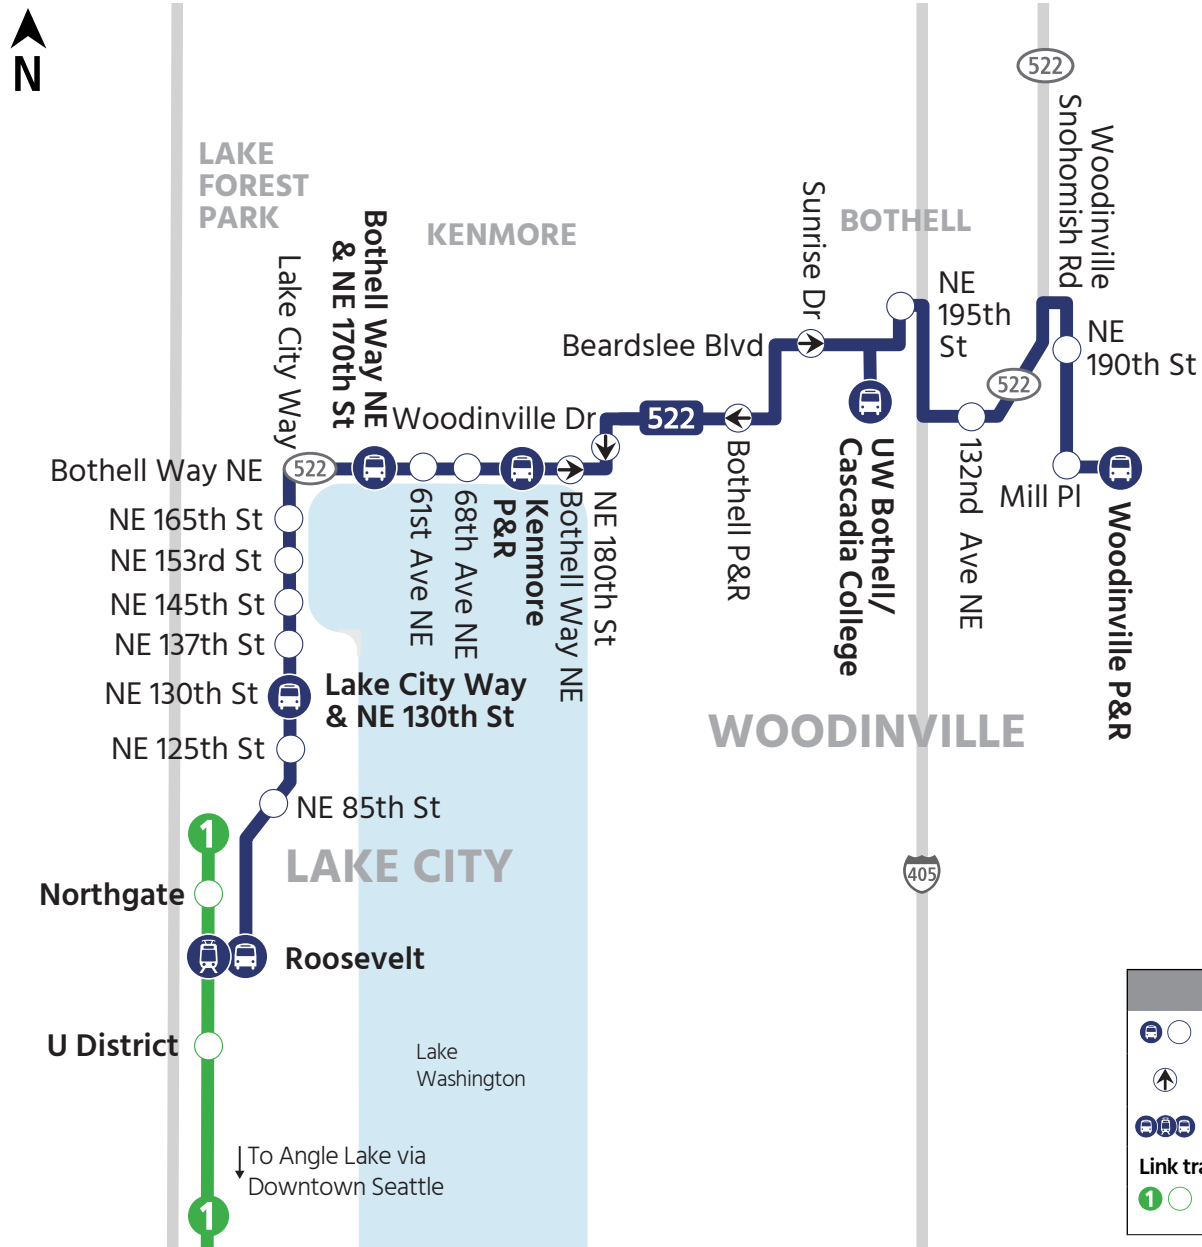 N
522
Woodinville
Snohomish Rd
LAKE
FOREST
PARK
KENMORE
BOTHELL
Sunrise Dr
Bothell Way NE
& NE 170th St
Lake City Way
NE
195th
St
Beardslee Blvd
NE
190th St
522
Woodinville Dr
522
Bothell Way NE
522
Mill Pl
NE 165th St
NE 153rd St
NE 145th St
NE 137th St
NE 130th St
NE 125th St
61st Ave NE
68th Ave NE
Kenmore
P&R
Bothell Way NE
NE 180th St
Bothell P&R
UW Bothell/
Cascadia College
132nd Ave NE
Woodinville P&R
Lake City Way
& NE 130th St
WOODINVILLE
NE 85th St
1
LAKE CITY
405
Northgate
Roosevelt
U District
Lake
Washington
To Angle Lake via
Downtown Seattle
1
Link tra
1